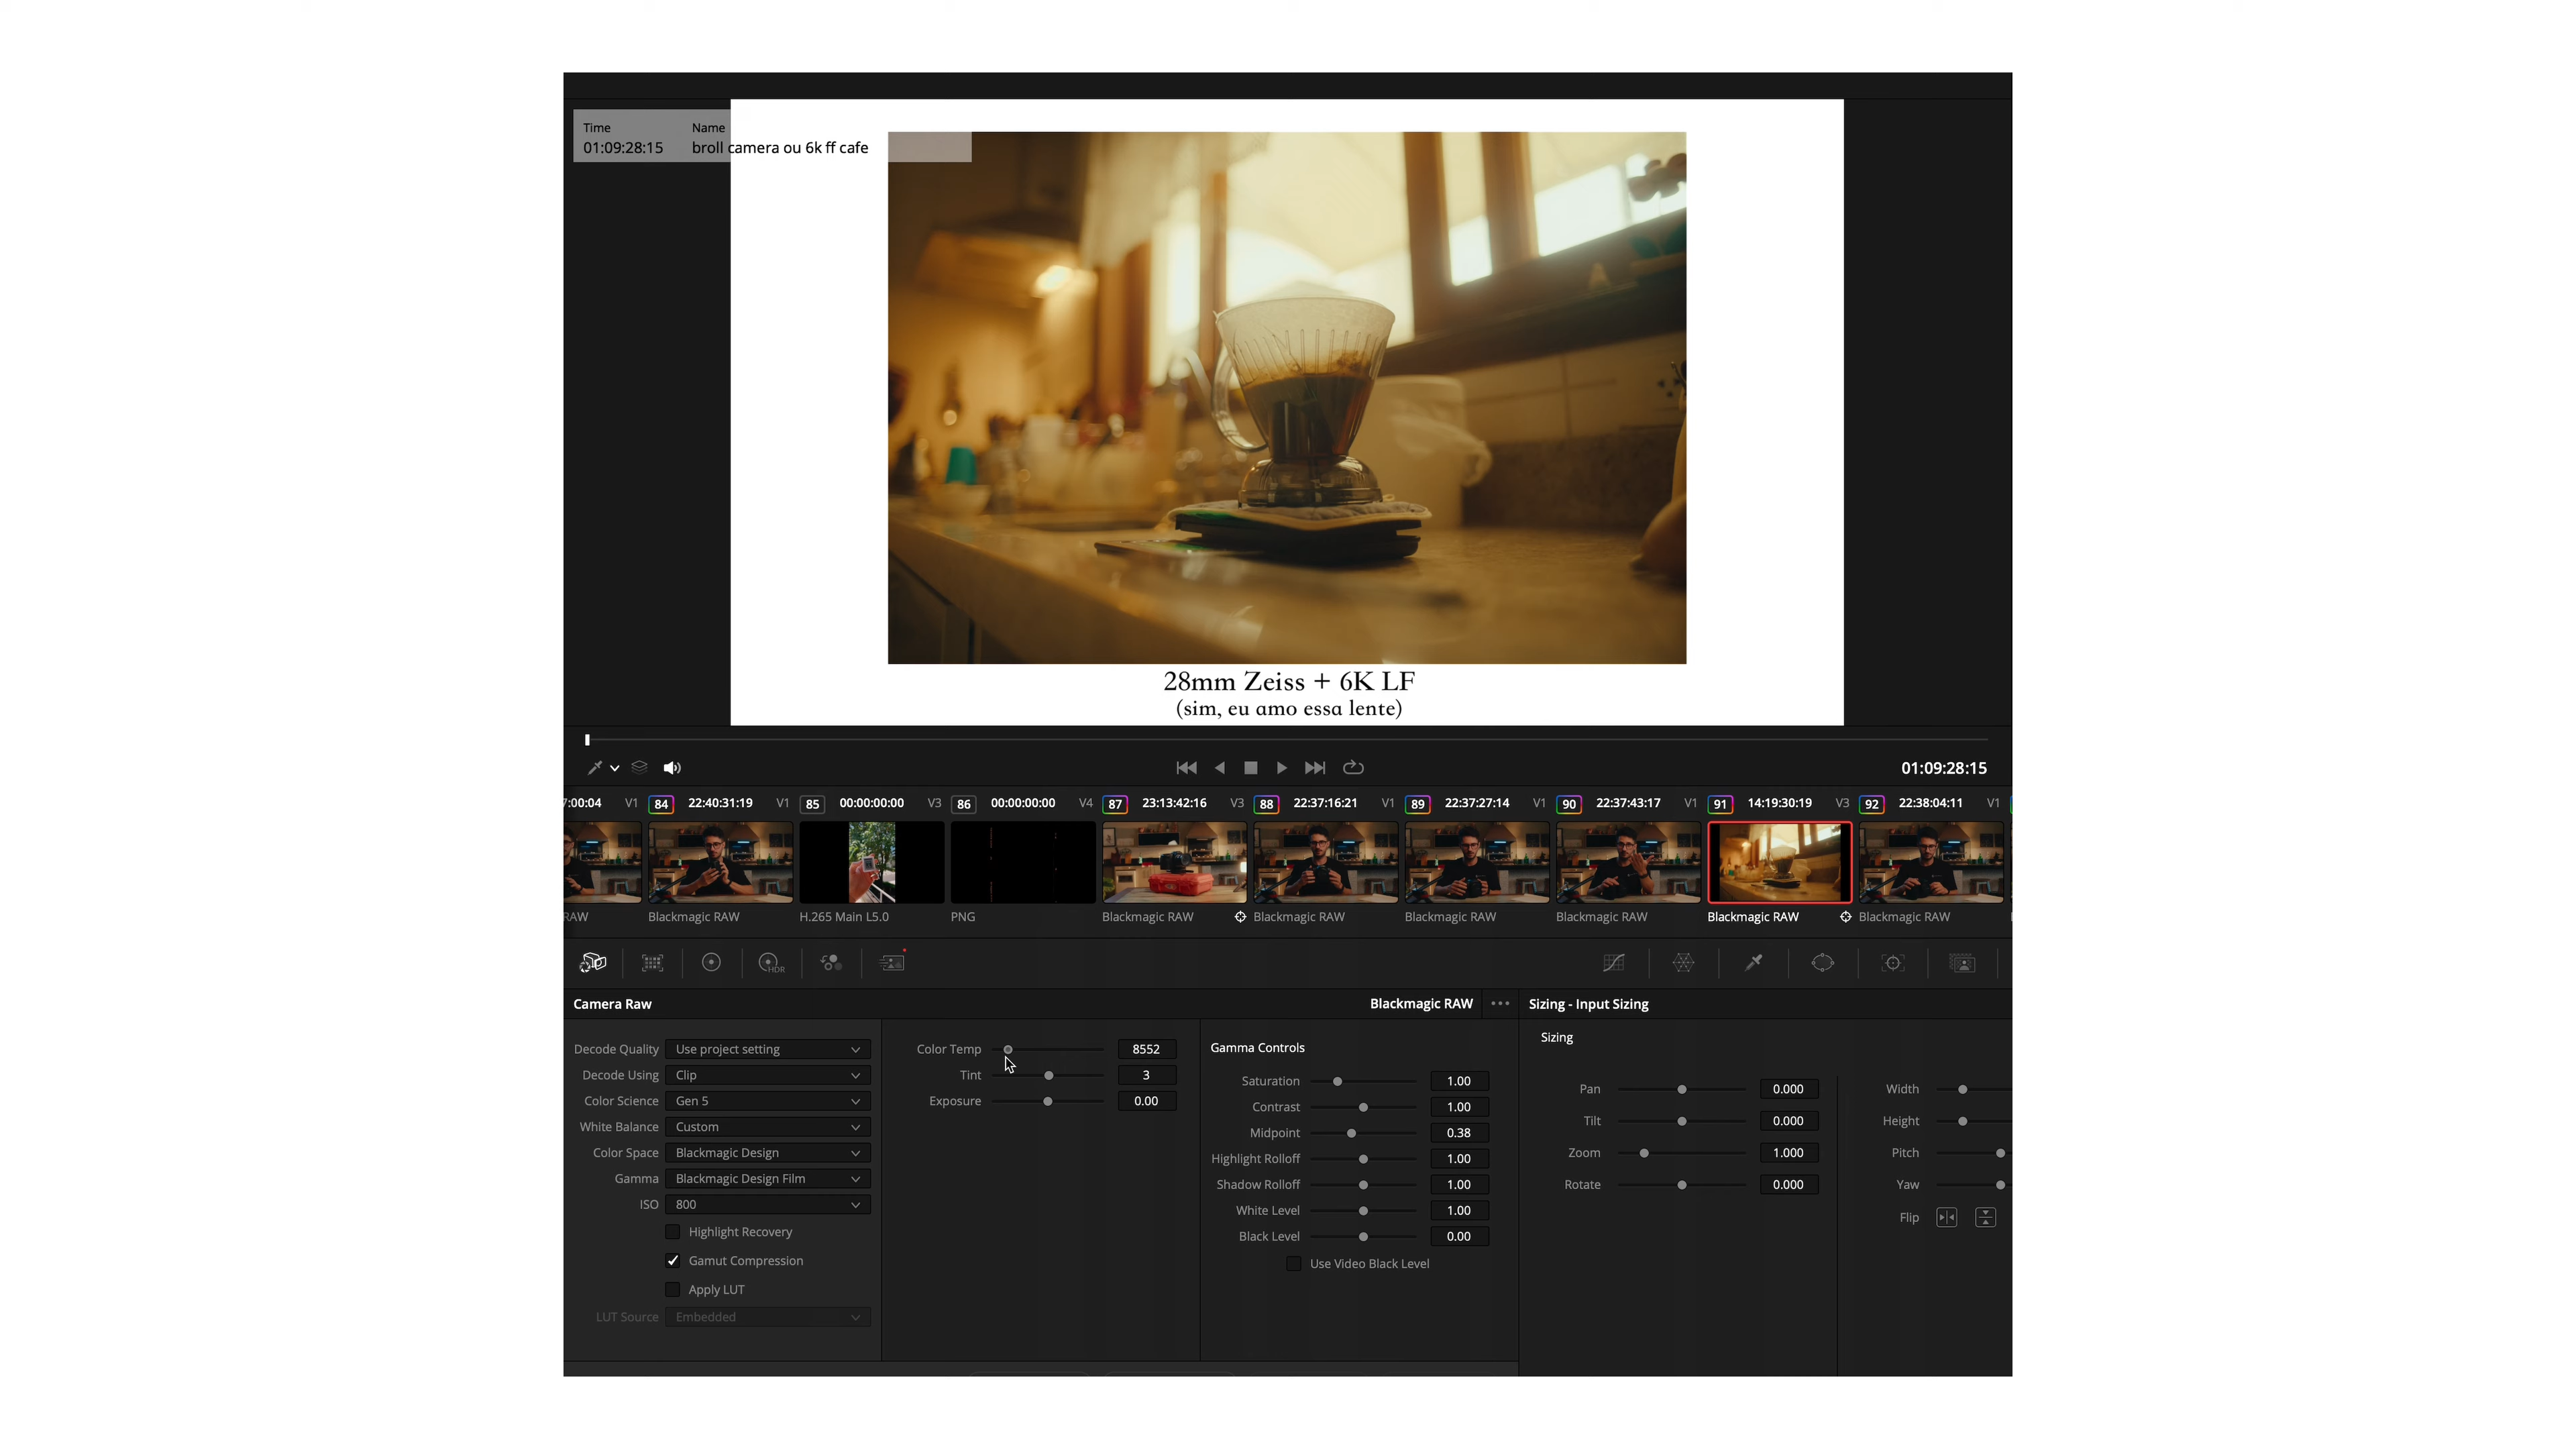 Time Name
01:09:28:15 broll camera ou 6k ff cafe
28mm Zeiss + 6K LF
(sim, eu amo essa lente)
01:09:28:15
7:00:04 V1 84 22:40:31:19 V1 85 00:00:00:00 V3 86 00:00:00:00 V4 87 23:13:42:16 V3 88 22:37:16:21 V1 89 22:37:27:14 V1 90 22:37:43:17 V1 91 14:19:30:19 V3 92 22:38:04:11 V1
RAW Blackmagic RAW H.265 Main L5.0 PNG Blackmagic RAW Blackmagic RAW Blackmagic RAW Blackmagic RAW Blackmagic RAW Blackmagic RAW
HDR
Camera Raw Blackmagic RAW ••• Sizing - Input Sizing
Decode Quality Use project setting
Decode Using Clip
Color Science Gen 5
White Balance Custom
Color Space Blackmagic Design
Gamma Blackmagic Design Film
ISO 800
Highlight Recovery
Gamut Compression
Apply LUT
LUT Source Embedded
Color Temp 8552
Tint 3
Exposure 0.00
Gamma Controls
Saturation 1.00
Contrast 1.00
Midpoint 0.38
Highlight Rolloff 1.00
Shadow Rolloff 1.00
White Level 1.00
Black Level 0.00
Use Video Black Level
Sizing
Pan 0.000 Width
Tilt 0.000 Height
Zoom 1.000 Pitch
Rotate 0.000 Yaw
Flip